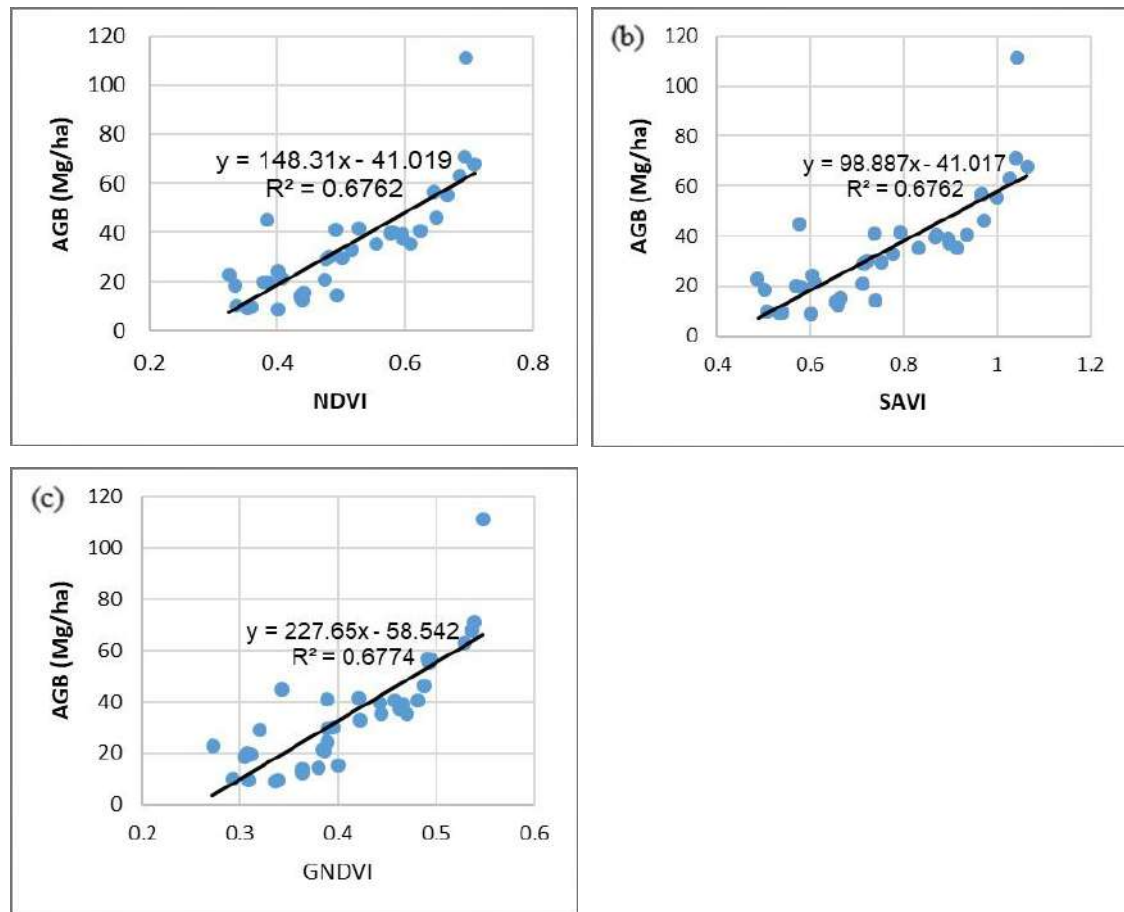 120
100
80
60
40
20
0
AGB (Mg/ha)
y = 148.31x - 41.019
R² = 0.6762
0.2 0.4 0.6 0.8
NDVI
(b)
120
100
80
60
40
20
0
AGB (Mg/ha)
y = 98.887x - 41.017
R² = 0.6762
0.4 0.6 0.8 1 1.2
SAVI
(c)
120
100
80
60
40
20
0
AGB (Mg/ha)
y = 227.65x - 58.542
R² = 0.6774
0.2 0.3 0.4 0.5 0.6
GNDVI